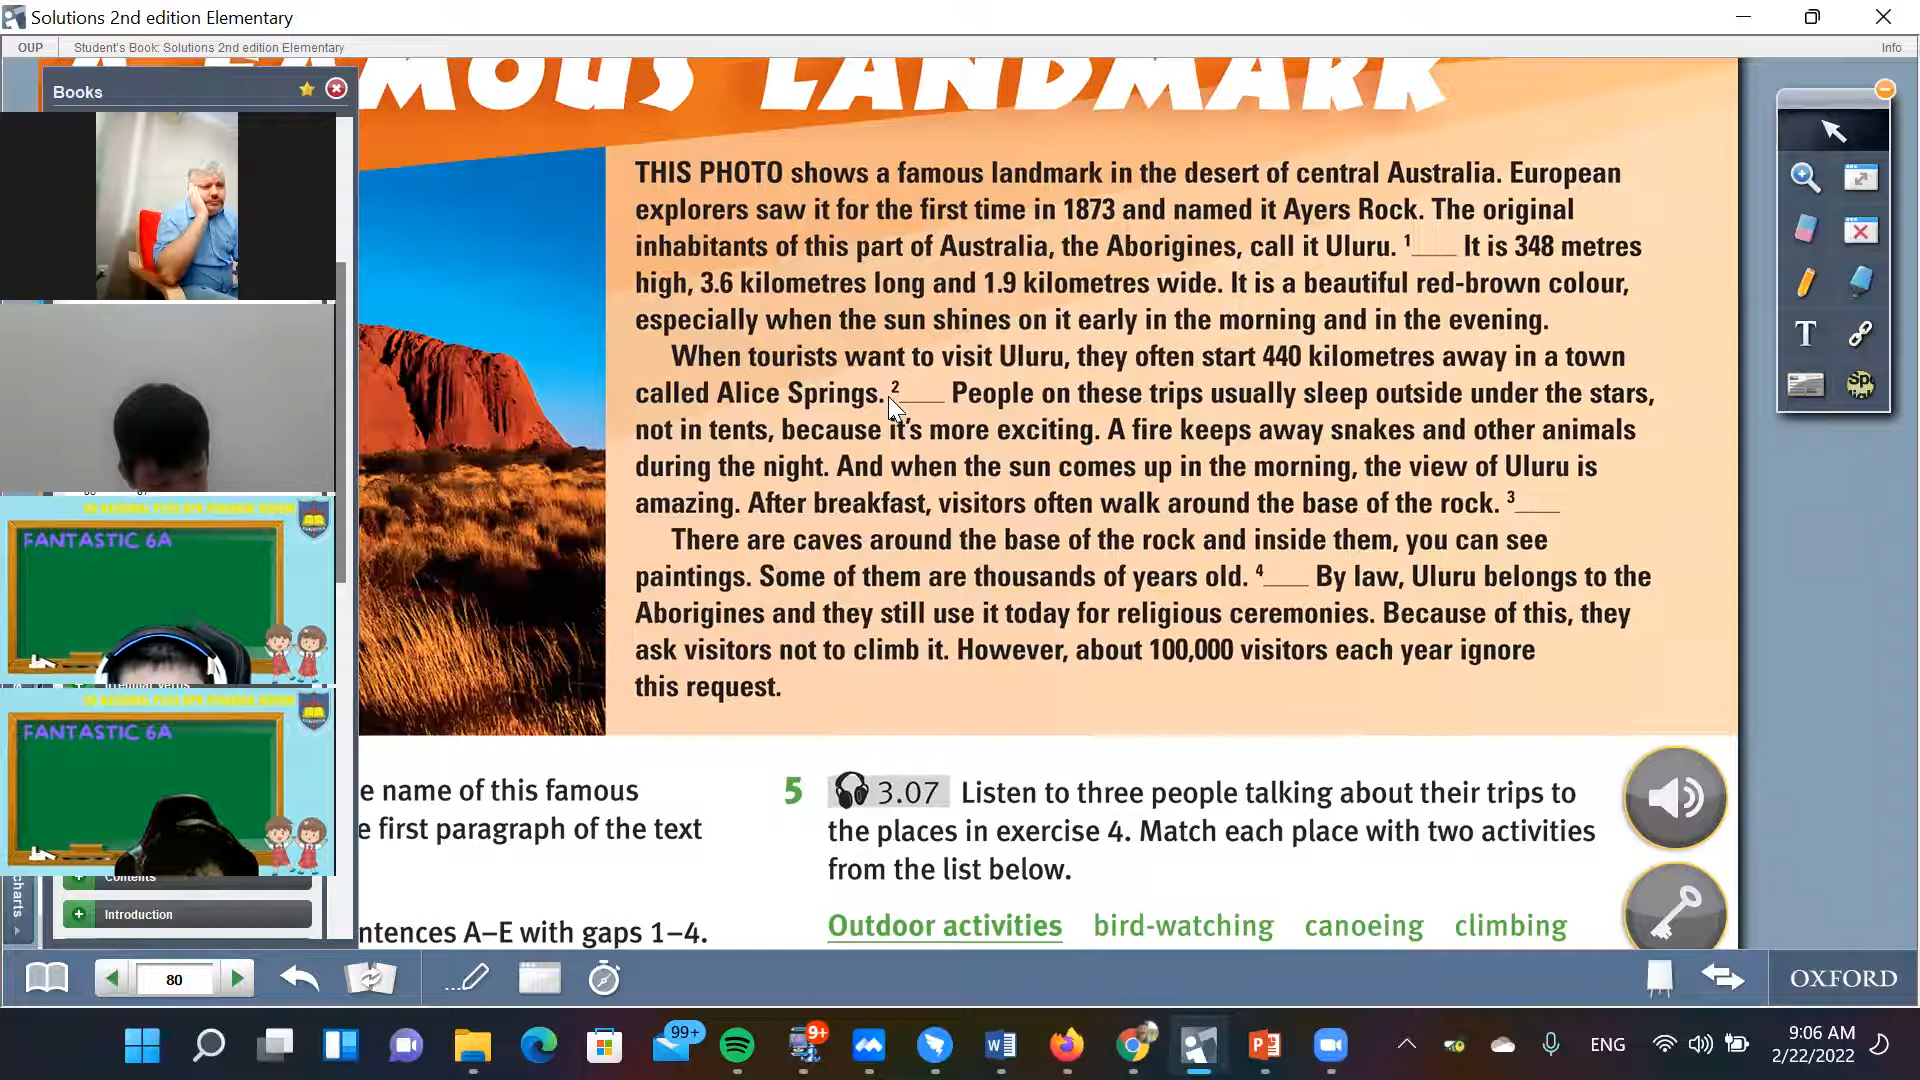 Solutions 2nd edition Elementary
OUP
Student's Book: Solutions 2nd edition Elementary
Info
Books
FAMOUS LANDMARK
THIS PHOTO shows a famous landmark in the desert of central Australia. European
explorers saw it for the first time in 1873 and named it Ayers Rock. The original
inhabitants of this part of Australia, the Aborigines, call it Uluru. 1____ It is 348 metres
high, 3.6 kilometres long and 1.9 kilometres wide. It is a beautiful red-brown colour,
especially when the sun shines on it early in the morning and in the evening.
When tourists want to visit Uluru, they often start 440 kilometres away in a town
called Alice Springs. 2____ People on these trips usually sleep outside under the stars,
not in tents, because it's more exciting. A fire keeps away snakes and other animals
during the night. And when the sun comes up in the morning, the view of Uluru is
amazing. After breakfast, visitors often walk around the base of the rock. 3____
There are caves around the base of the rock and inside them, you can see
paintings. Some of them are thousands of years old. 4____ By law, Uluru belongs to the
Aborigines and they still use it today for religious ceremonies. Because of this, they
ask visitors not to climb it. However, about 100,000 visitors each year ignore
this request.
FANTASTIC 6A
FANTASTIC 6A
charts
Contents
Introduction
e name of this famous
e first paragraph of the text
ntences A–E with gaps 1–4.
5 3.07 Listen to three people talking about their trips to
the places in exercise 4. Match each place with two activities
from the list below.
Outdoor activities bird-watching canoeing climbing
T
Spo
80
OXFORD
99+
9+
ENG
9:06 AM
2/22/2022